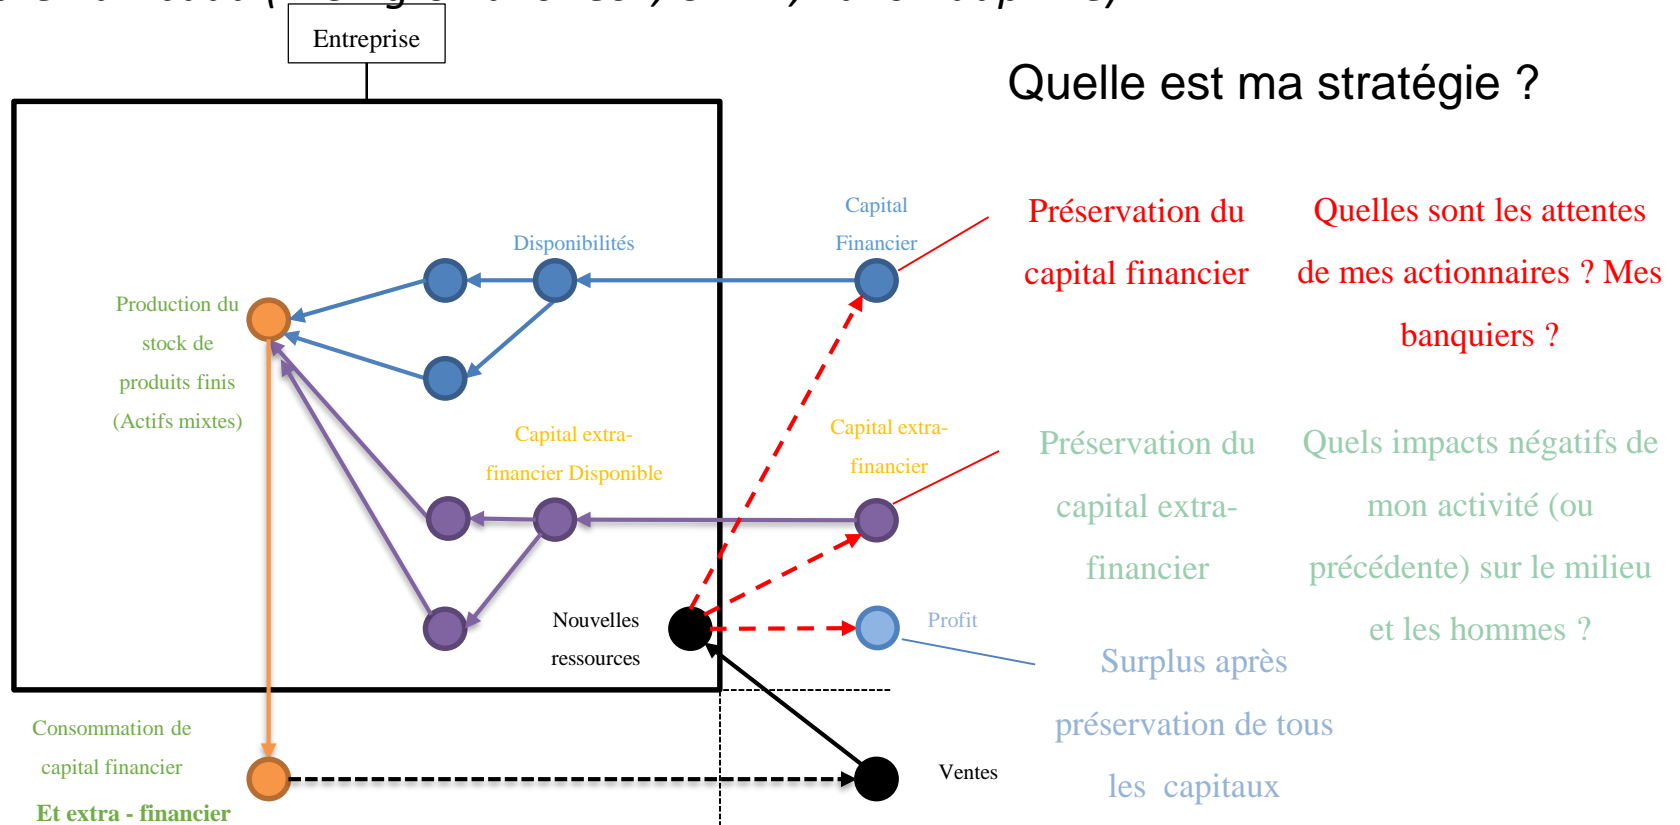 Entreprise
Quelle est ma stratégie ?
Capital
Financier
Disponibilités
Préservation du
capital financier
Quelles sont les attentes
de mes actionnaires ? Mes
banquiers ?
Production du
stock de
produits finis
(Actifs mixtes)
Capital extra-
financier Disponible
Capital extra-
financier
Préservation du
capital extra-
financier
Quels impacts négatifs de
mon activité (ou
précédente) sur le milieu
et les hommes ?
Nouvelles
ressources
Profit
Surplus après
préservation de tous
les capitaux
Consommation de
capital financier
Et extra - financier
Ventes